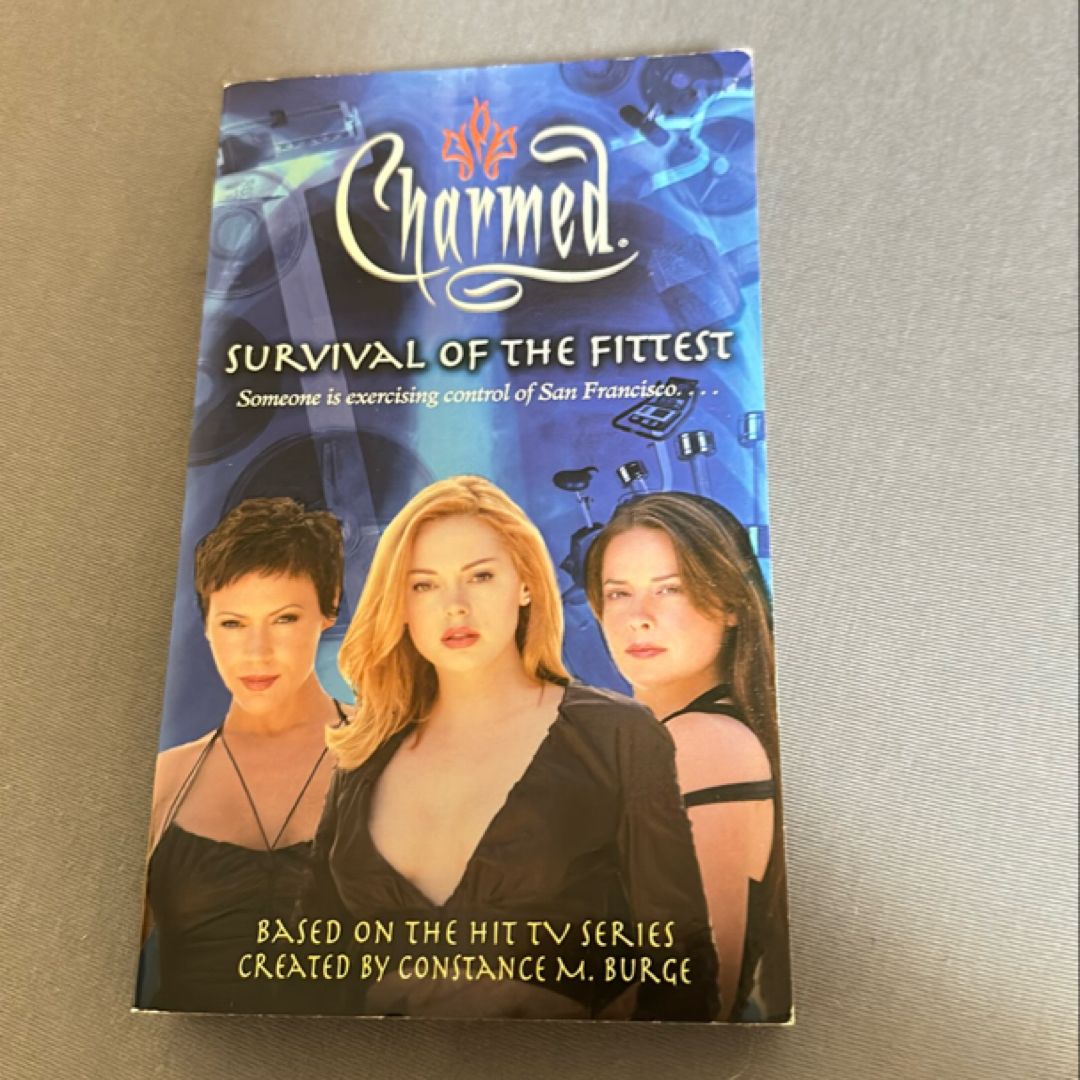 Charmed®
SURVIVAL OF THE FITTEST
Someone is exercising control of San Francisco. . . .
BASED ON THE HIT TV SERIES
CREATED BY CONSTANCE M. BURGE